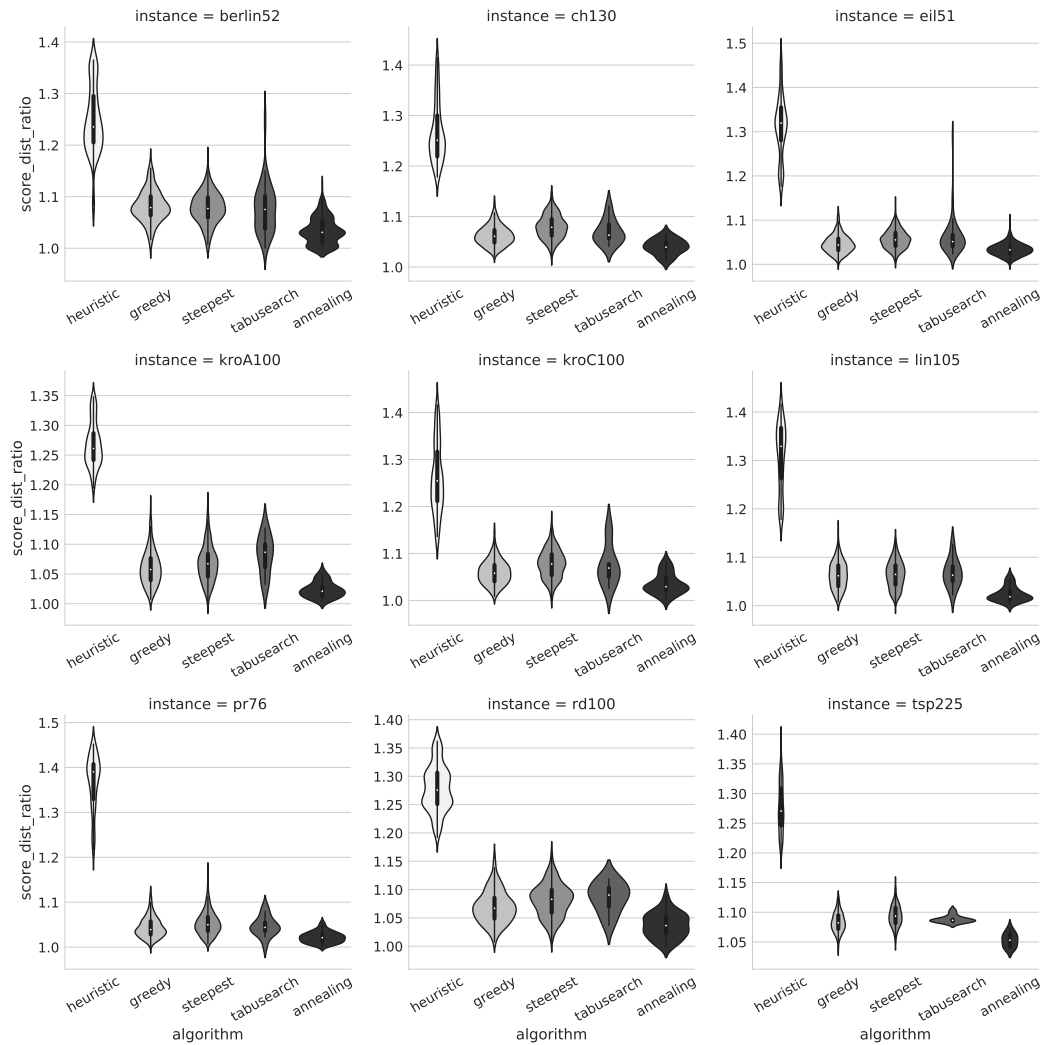 instance = berlin52
instance = ch130
instance = eil51
score_dist_ratio
1.4
1.3
1.2
1.1
1.0
1.4
1.3
1.2
1.1
1.0
1.5
1.4
1.3
1.2
1.1
1.0
heuristic
greedy
steepest
tabusearch
annealing
heuristic
greedy
steepest
tabusearch
annealing
heuristic
greedy
steepest
tabusearch
annealing
instance = kroA100
instance = kroC100
instance = lin105
score_dist_ratio
1.35
1.30
1.25
1.20
1.15
1.10
1.05
1.00
1.4
1.3
1.2
1.1
1.0
1.4
1.3
1.2
1.1
1.0
heuristic
greedy
steepest
tabusearch
annealing
heuristic
greedy
steepest
tabusearch
annealing
heuristic
greedy
steepest
tabusearch
annealing
instance = pr76
instance = rd100
instance = tsp225
score_dist_ratio
1.5
1.4
1.3
1.2
1.1
1.0
1.40
1.35
1.30
1.25
1.20
1.15
1.10
1.05
1.00
1.40
1.35
1.30
1.25
1.20
1.15
1.10
1.05
heuristic
greedy
steepest
tabusearch
annealing
heuristic
greedy
steepest
tabusearch
annealing
heuristic
greedy
steepest
tabusearch
annealing
algorithm
algorithm
algorithm